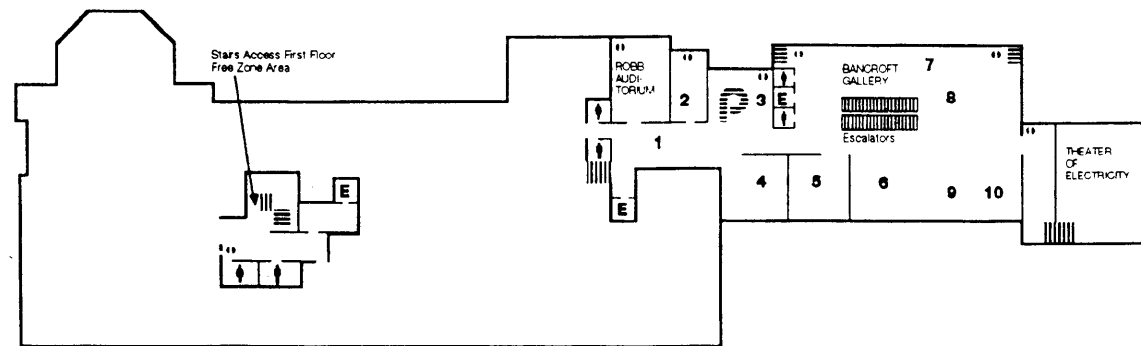 Stairs Access First Floor
Free Zone Area
ROBB
AUDI-
TORIUM
2
3
E
BANCROFT
GALLERY
7
8
Escalators
1
THEATER
OF
ELECTRICITY
4
5
6
9
10
E
E